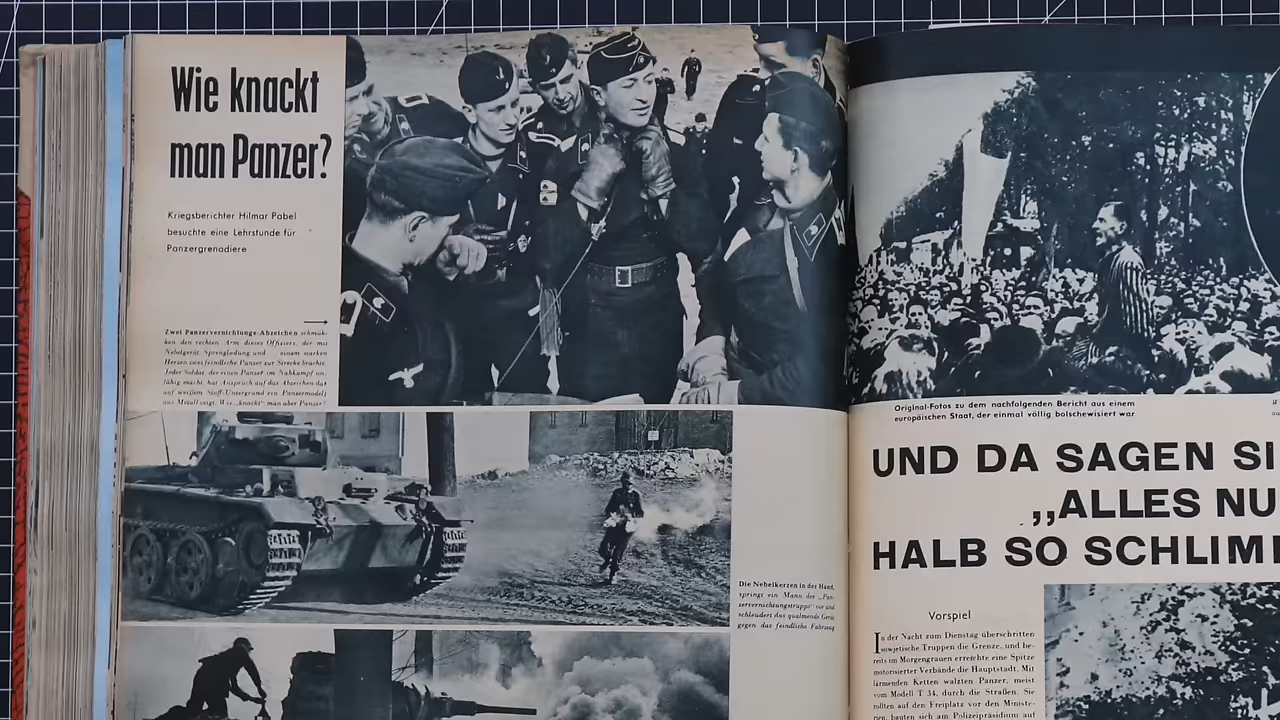 Wie knackt
man Panzer?
Kriegsberichter Hilmar Pabel
besuchte eine Lehrstunde für
Panzergrenadiere
Zwei Panzervernichtungs-Abzeichen schmük-
ken den rechten Arm dieses Offiziers, der mit
Nebelgerät, Sprengladung und einem starken
Herzen zwei feindliche Panzer zur Strecke brachte.
Jeder Soldat, der einen Panzer im Nahkampf un-
fähig macht, hat Anspruch auf das Abzeichen das
auf weißem Stoff-Untergrund ein Panzermodell
aus Metall zeigt. Wie „knackt" man aber Panzer?
Die Nebelkerzen in der Hand,
springt ein Mann des „Pan-
zervernichtungstrupps" vor und
schleudert das qualmende Gerät
gegen das feindliche Fahrzeug
Original-Fotos zu dem nachfolgenden Bericht aus einem
europäischen Staat, der einmal völlig bolschewisiert war
UND DA SAGEN SI
„ALLES NU
HALB SO SCHLIM
Vorspiel
In der Nacht zum Dienstag überschritten
sowjetische Truppen die Grenze, und be-
reits im Morgengrauen erreichte eine Spitze
motorisierter Verbände die Hauptstadt. Mit
lärmenden Ketten walzten Panzer, meist
vom Modell T 34, durch die Straßen. Sie
rollten auf den Freiplatz vor den Ministe-
rien, bauten sich am Polizeipräsidium auf